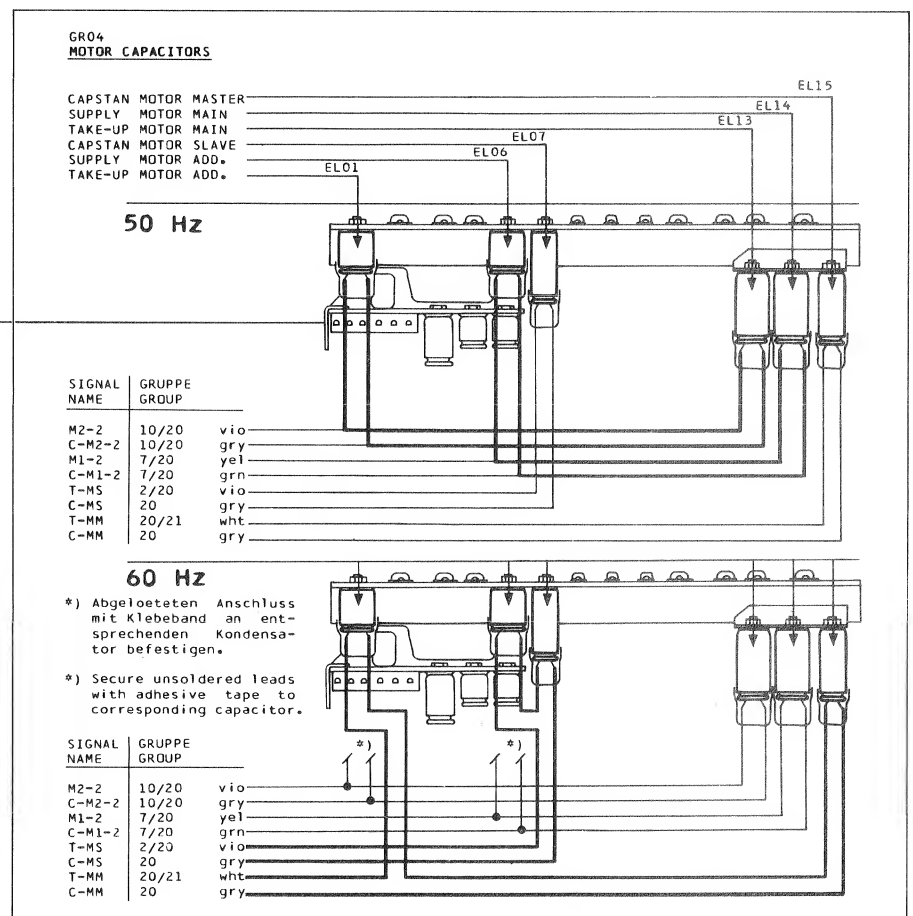 GR04
MOTOR CAPACITORS
CAPSTAN MOTOR MASTER
SUPPLY MOTOR MAIN
TAKE-UP MOTOR MAIN
CAPSTAN MOTOR SLAVE
SUPPLY MOTOR ADD.
TAKE-UP MOTOR ADD.
EL15
EL14
EL13
EL07
EL06
EL01
50 Hz
SIGNAL NAME GRUPPE GROUP
M2-2 10/20 vio
C-M2-2 10/20 gry
M1-2 7/20 yel
C-M1-2 7/20 grn
T-MS 2/20 vio
C-MS 20 gry
T-MM 20/21 wht
C-MM 20 gry
60 Hz
*) Abgeloeteten Anschluss
mit Klebeband an ent-
sprechenden Kondensa-
tor befestigen.
*) Secure unsoldered leads
with adhesive tape to
corresponding capacitor.
*)
*)
SIGNAL NAME GRUPPE GROUP
M2-2 10/20 vio
C-M2-2 10/20 gry
M1-2 7/20 yel
C-M1-2 7/20 grn
T-MS 2/20 vio
C-MS 20 gry
T-MM 20/21 wht
C-MM 20 gry